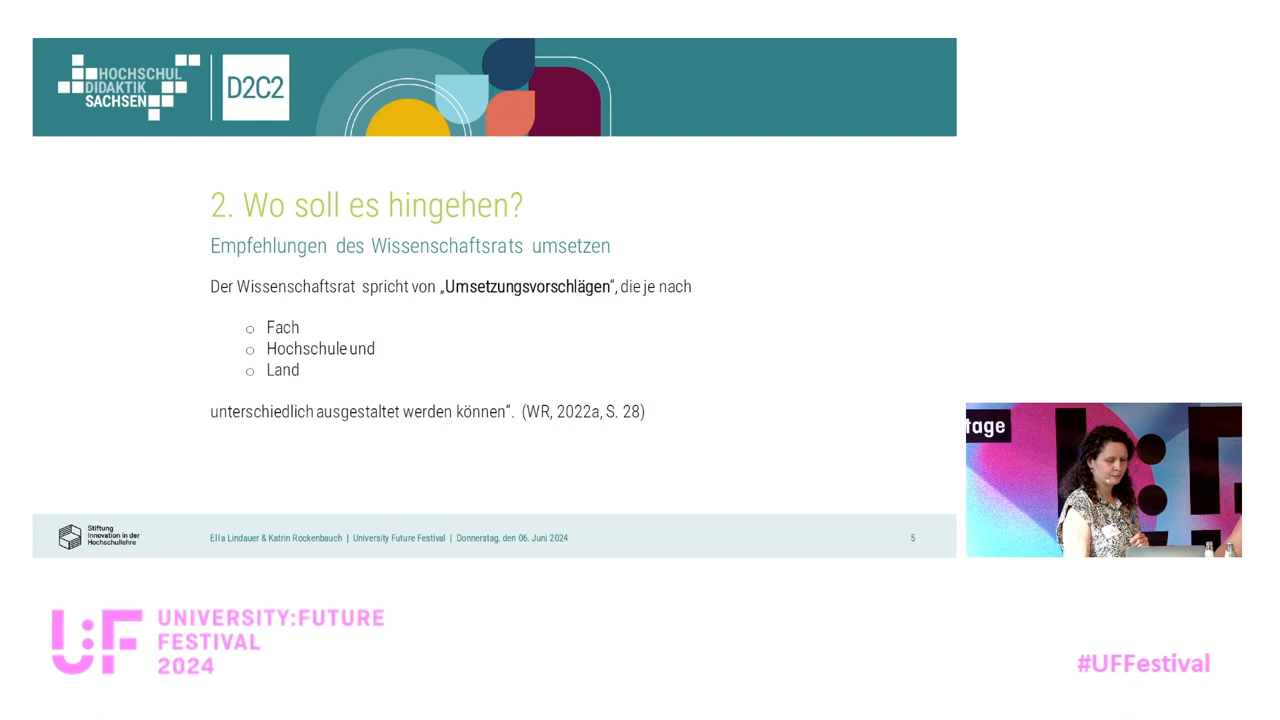 HOCHSCHUL
DIDAKTIK
SACHSEN
D2C2
2. Wo soll es hingehen?
Empfehlungen des Wissenschaftsrats umsetzen
Der Wissenschaftsrat spricht von „Umsetzungsvorschlägen“, die je nach
o Fach
o Hochschule und
o Land
unterschiedlich ausgestaltet werden können“. (WR, 2022a, S. 28)
tage
Stiftung
Innovation in der
Hochschullehre
Ella Lindauer & Katrin Rockenbauch | University Future Festival | Donnerstag, den 06. Juni 2024
5
U:F
UNIVERSITY:FUTURE
FESTIVAL
2024
#UFFestival